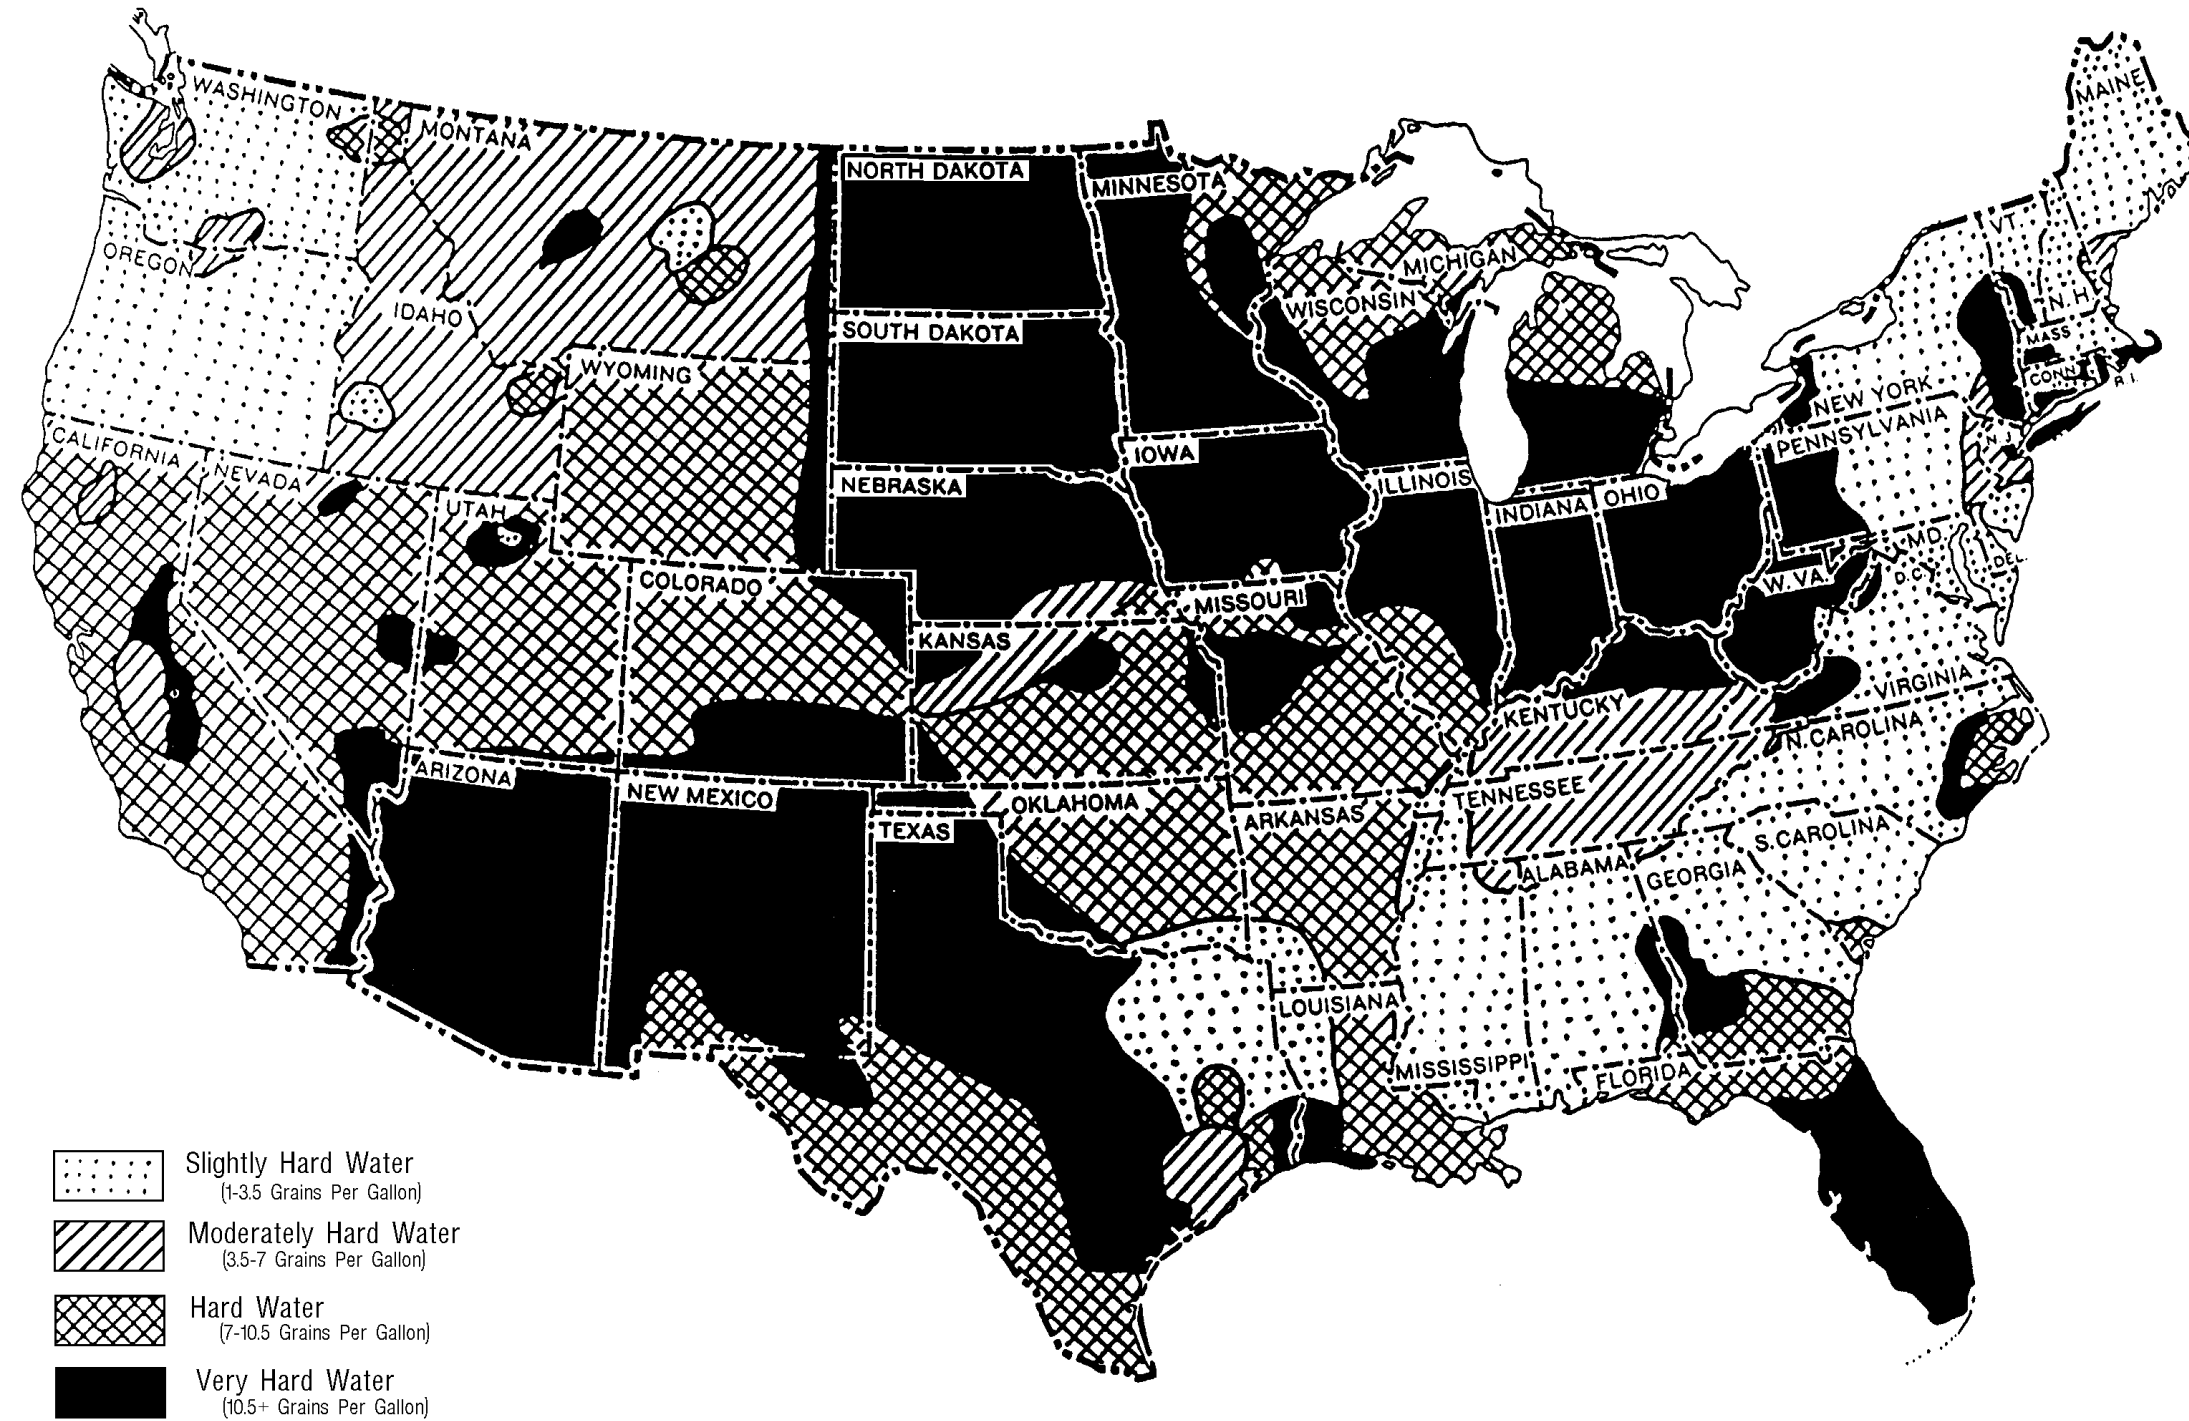 WASHINGTON
MONTANA
MAINE
NORTH DAKOTA
MINNESOTA
VT.
OREGON
MICHIGAN
IDAHO
WISCONSIN
N.H.
SOUTH DAKOTA
MASS
WYOMING
CONN
R.I.
NEW YORK
PENNSYLVANIA
CALIFORNIA
NEVADA
IOWA
N.J.
NEBRASKA
ILLINOIS
INDIANA
OHIO
UTAH
MD.
DEL.
D.C.
W. VA.
COLORADO
MISSOURI
KANSAS
VIRGINIA
KENTUCKY
N. CAROLINA
ARIZONA
NEW MEXICO
OKLAHOMA
TENNESSEE
TEXAS
ARKANSAS
S. CAROLINA
ALABAMA
GEORGIA
LOUISIANA
MISSISSIPPI
FLORIDA
Slightly Hard Water
(1-3.5 Grains Per Gallon)
Moderately Hard Water
(3.5-7 Grains Per Gallon)
Hard Water
(7-10.5 Grains Per Gallon)
Very Hard Water
(10.5+ Grains Per Gallon)